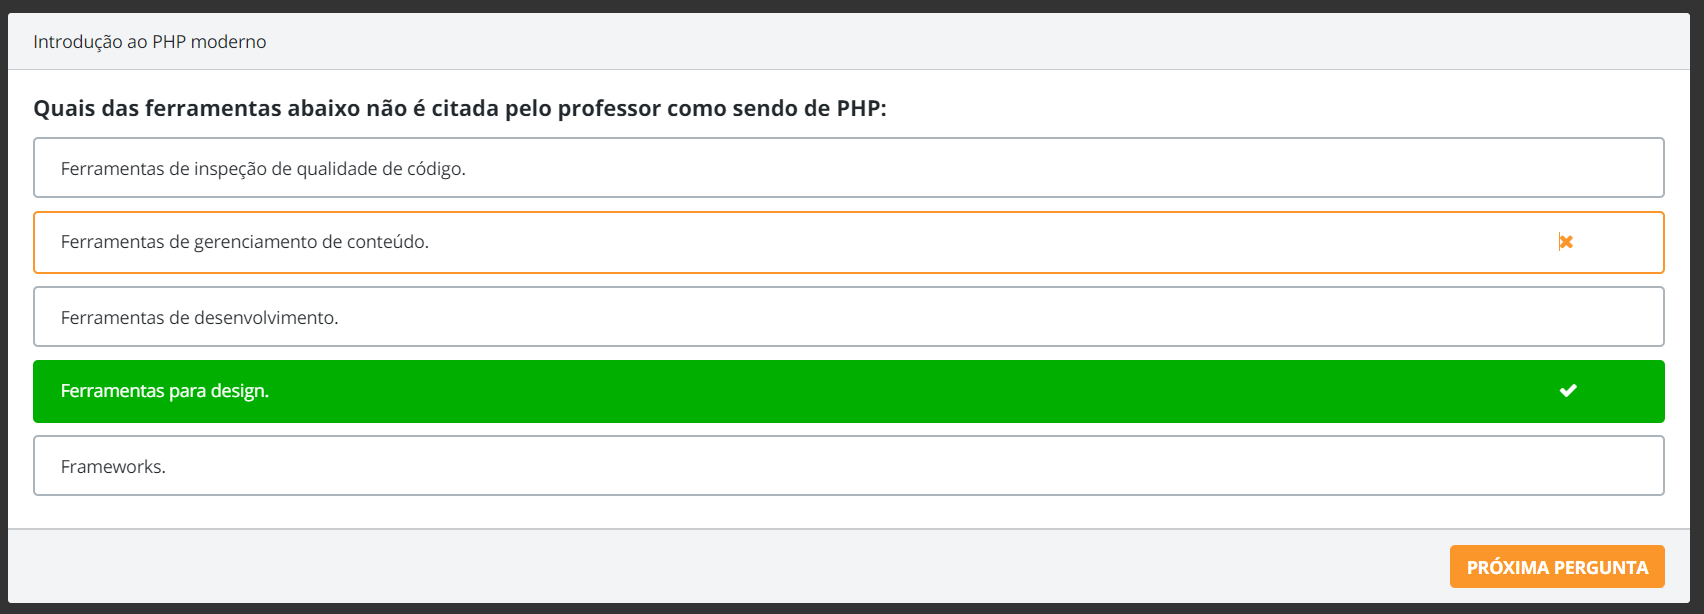 Introdução ao PHP moderno
Quais das ferramentas abaixo não é citada pelo professor como sendo de PHP:
Ferramentas de inspeção de qualidade de código.
Ferramentas de gerenciamento de conteúdo.
Ferramentas de desenvolvimento.
Ferramentas para design.
Frameworks.
PRÓXIMA PERGUNTA